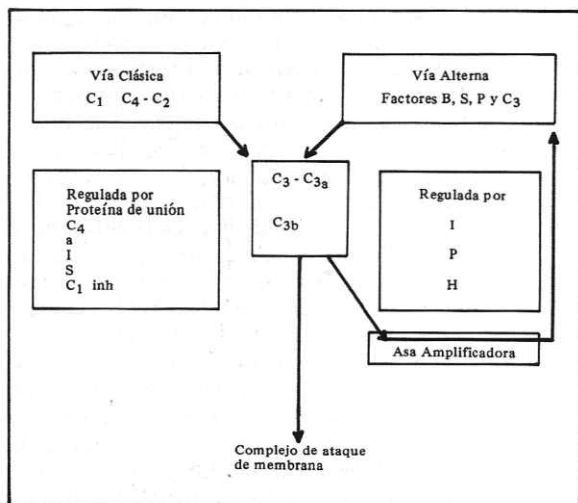 Vía Clásica
C₁ C₄ - C₂
Vía Alterna
Factores B, S, P y C₃
C₃ - C₃ₐ
C₃b
Regulada por
Proteína de unión
C₄
a
I
S
C₁ inh
Regulada por
I
P
H
Asa Amplificadora
Complejo de ataque
de membrana